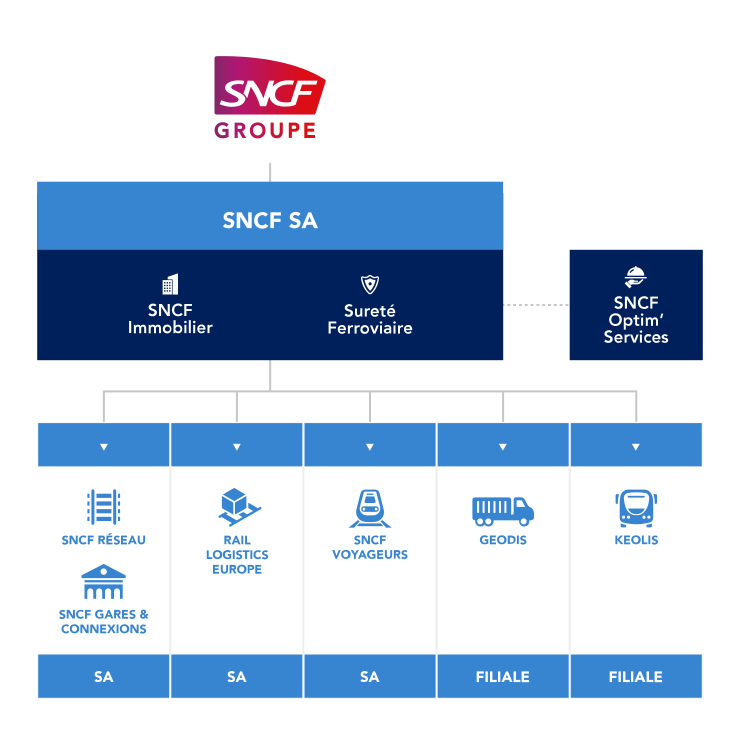 SNCF
GROUPE
SNCF SA
SNCF
Immobilier
Sureté
Ferroviaire
SNCF
Optim’
Services
SNCF RÉSEAU
SNCF GARES &
CONNEXIONS
RAIL
LOGISTICS
EUROPE
SNCF
VOYAGEURS
GEODIS
KEOLIS
SA
SA
SA
FILIALE
FILIALE